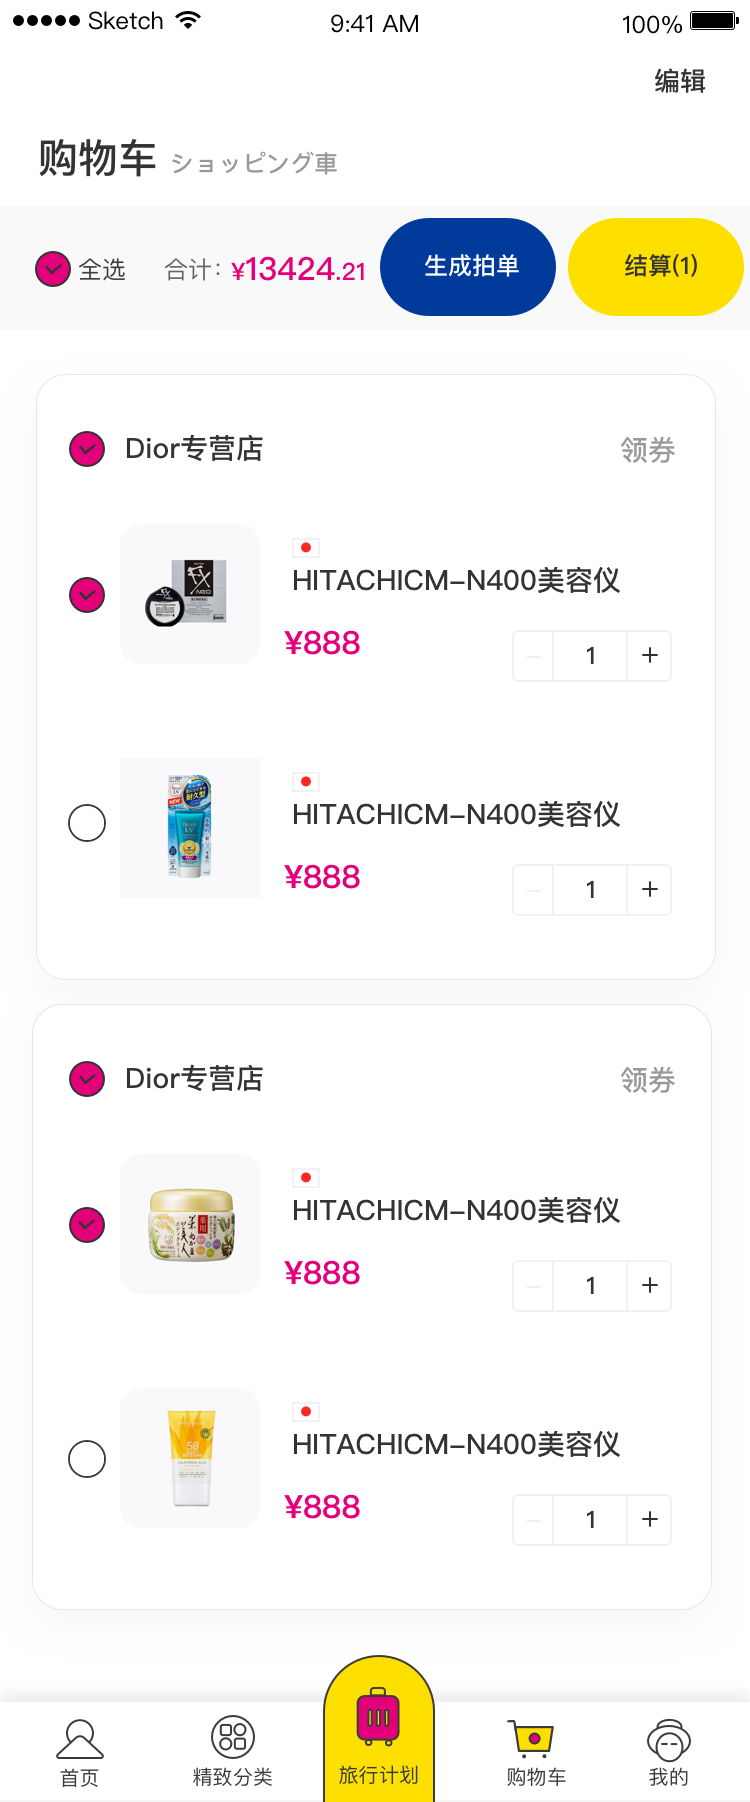 Sketch 9:41 AM 100%
编辑
购物车 ショッピング車
全选 合计: ¥13424.21 生成拍单 结算(1)
Dior专营店 领券
FX
NEO
HITACHICM-N400美容仪
¥888
1 +
HITACHICM-N400美容仪
¥888
1 +
Dior专营店 领券
HITACHICM-N400美容仪
¥888
1 +
50
HITACHICM-N400美容仪
¥888
1 +
首页 精致分类 旅行计划 购物车 我的